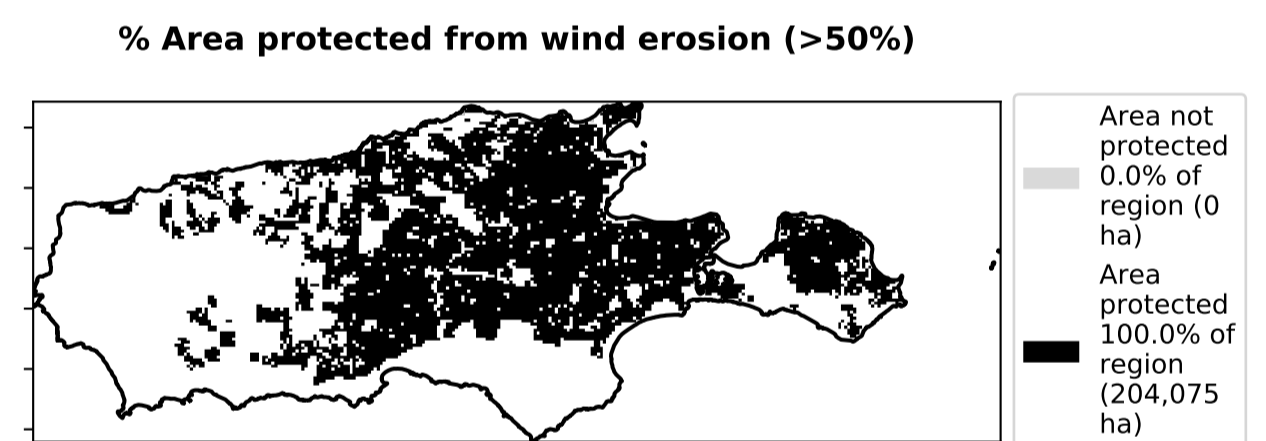 % Area protected from wind erosion (>50%)
Area not
protected
0.0% of
region (0
ha)
Area
protected
100.0% of
region
(204,075
ha)